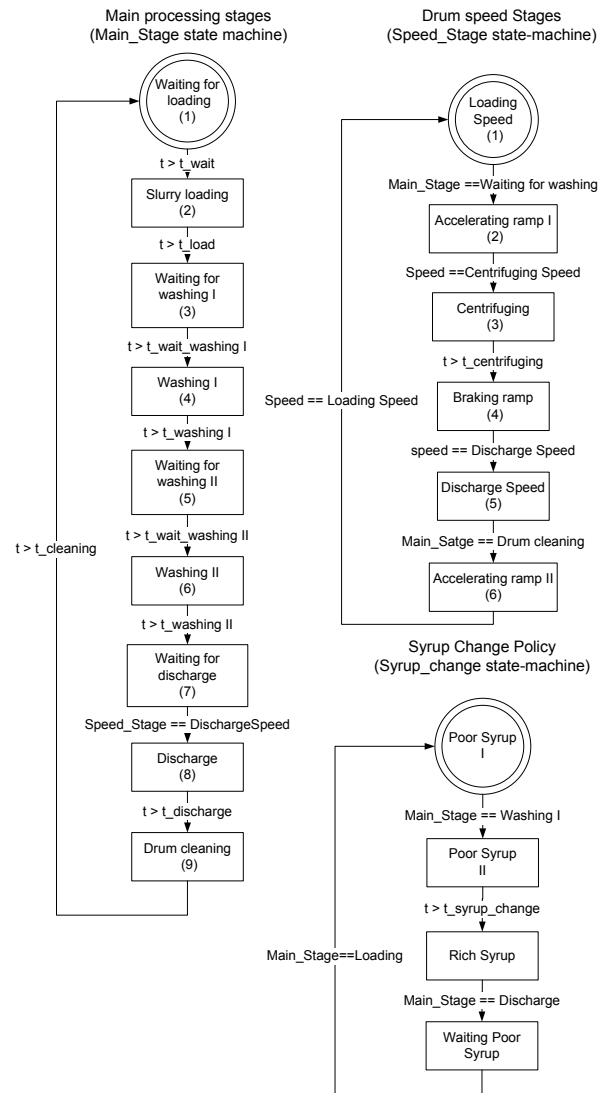 Main processing stages
(Main_Stage state machine)
Waiting for
loading
(1)
t > t_wait
Slurry loading
(2)
t > t_load
Waiting for
washing I
(3)
t > t_wait_washing I
Washing I
(4)
t > t_washing I
Waiting for
washing II
(5)
t > t_wait_washing II
Washing II
(6)
t > t_washing II
Waiting for
discharge
(7)
Speed_Stage == DischargeSpeed
Discharge
(8)
t > t_discharge
Drum cleaning
(9)
t > t_cleaning
Drum speed Stages
(Speed_Stage state-machine)
Loading
Speed
(1)
Main_Stage ==Waiting for washing
Accelerating ramp I
(2)
Speed ==Centrifuging Speed
Centrifuging
(3)
t > t_centrifuging
Braking ramp
(4)
speed == Discharge Speed
Discharge Speed
(5)
Main_Satge == Drum cleaning
Accelerating ramp II
(6)
Speed == Loading Speed
Syrup Change Policy
(Syrup_change state-machine)
Poor Syrup
I
Main_Stage == Washing I
Poor Syrup
II
t > t_syrup_change
Rich Syrup
Main_Stage == Discharge
Waiting Poor
Syrup
Main_Stage==Loading